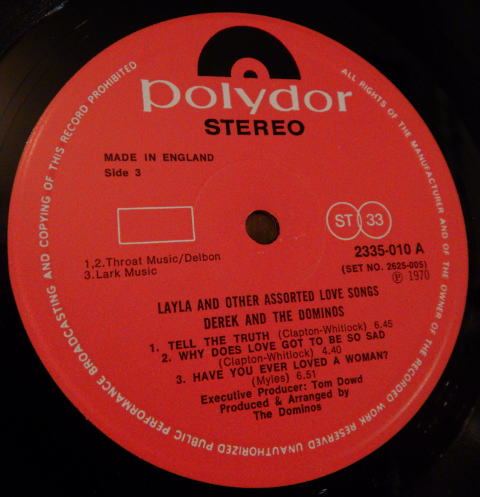 polydor
STEREO
MADE IN ENGLAND
Side 3
ST 33
1,2.Throat Music/Delbon
3.Lark Music
2335-010 A
(SET NO. 2625-005)
Ⓟ 1970
LAYLA AND OTHER ASSORTED LOVE SONGS
DEREK AND THE DOMINOS
1. TELL THE TRUTH (Clapton-Whitlock) 6.45
2. WHY DOES LOVE GOT TO BE SO SAD
(Clapton-Whitlock) 4.40
3. HAVE YOU EVER LOVED A WOMAN?
(Myles) 6.51
Executive Producer: Tom Dowd
Produced & Arranged by
The Dominos
ALL RIGHTS OF THE MANUFACTURER AND OF THE OWNER OF THE RECORDED WORK RESERVED UNAUTHORIZED PUBLIC PERFORMANCE BROADCASTING AND COPYING OF THIS RECORD PROHIBITED